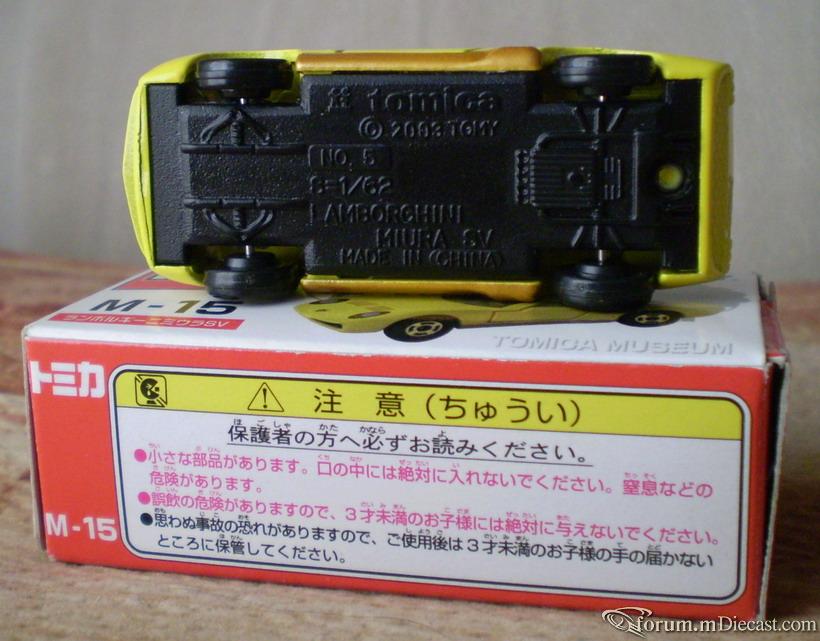 tomica
© 2003 TOMY
NO. 5
S=1/62
LAMBORGHINI
MIURA SV
MADE IN CHINA
M-15
ランボルギーニミウラSV
TOMICA MUSEUM
トミカ
注意(ちゅうい)
保護者の方へ必ずお読みください。
●小さな部品があります。口の中には絶対に入れないでください。窒息などの
危険があります。
●誤飲の危険がありますので、3才未満のお子様には絶対に与えないでください。
●思わぬ事故の恐れがありますので、ご使用後は3才未満のお子様の手の届かない
ところに保管してください。
M-15
forum.mDiecast.com